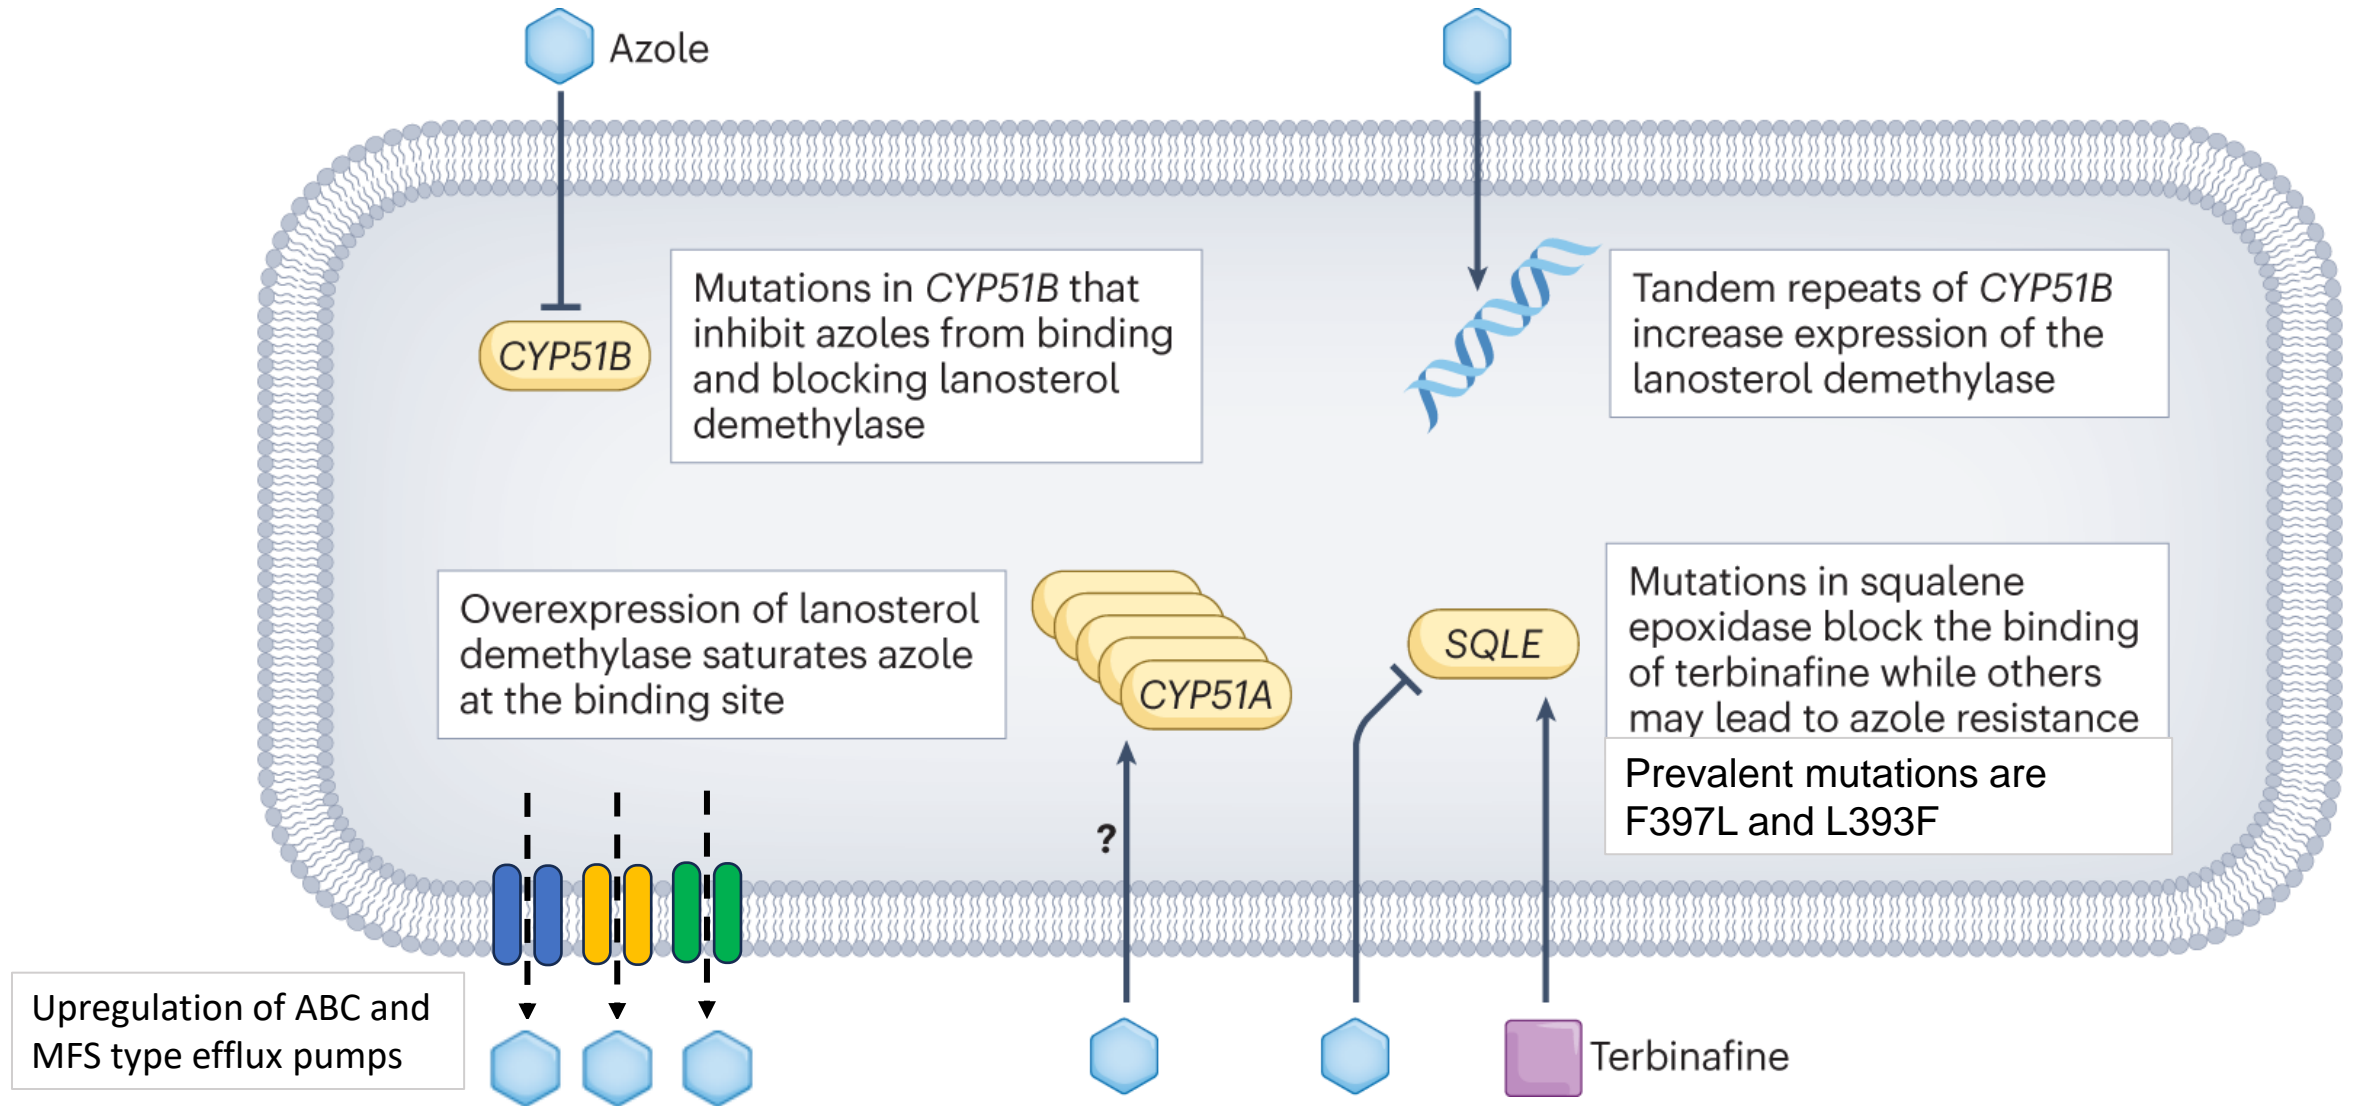 Azole
CYP51B
Mutations in CYP51B that
inhibit azoles from binding
and blocking lanosterol
demethylase
Tandem repeats of CYP51B
increase expression of the
lanosterol demethylase
Overexpression of lanosterol
demethylase saturates azole
at the binding site
CYP51A
?
SQLE
Mutations in squalene
epoxidase block the binding
of terbinafine while others
may lead to azole resistance
Prevalent mutations are
F397L and L393F
Upregulation of ABC and
MFS type efflux pumps
Terbinafine